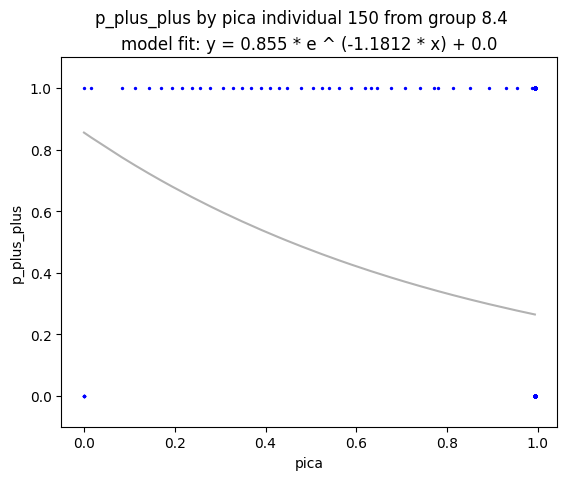 p_plus_plus by pica individual 150 from group 8.4
model fit: y = 0.855 * e ^ (-1.1812 * x) + 0.0
1.0
0.8
0.6
0.4
0.2
0.0
p_plus_plus
0.0 0.2 0.4 0.6 0.8 1.0
pica